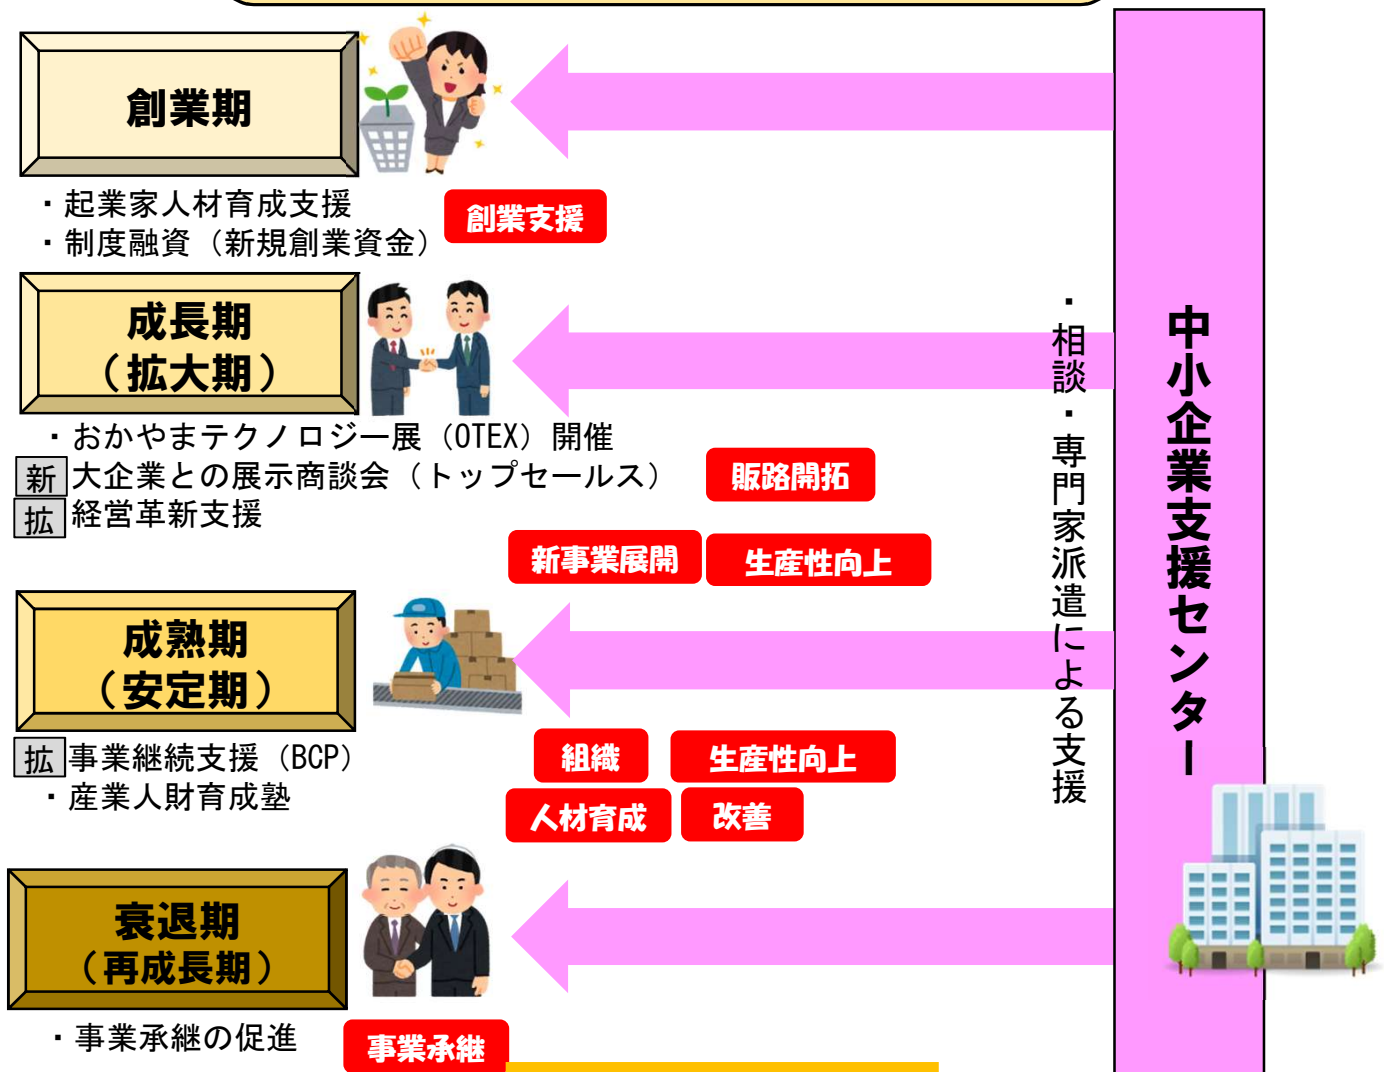 創業期
・起業家人材育成支援
・制度融資（新規創業資金）
創業支援
成長期
（拡大期）
・おかやまテクノロジー展（OTEX）開催
新 大企業との展示商談会（トップセールス）
拡 経営革新支援
販路開拓
新事業展開
生産性向上
成熟期
（安定期）
拡 事業継続支援（BCP）
・産業人財育成塾
組織
生産性向上
人材育成
改善
衰退期
（再成長期）
・事業承継の促進
事業承継
・相談・専門家派遣による支援
中小企業支援センター